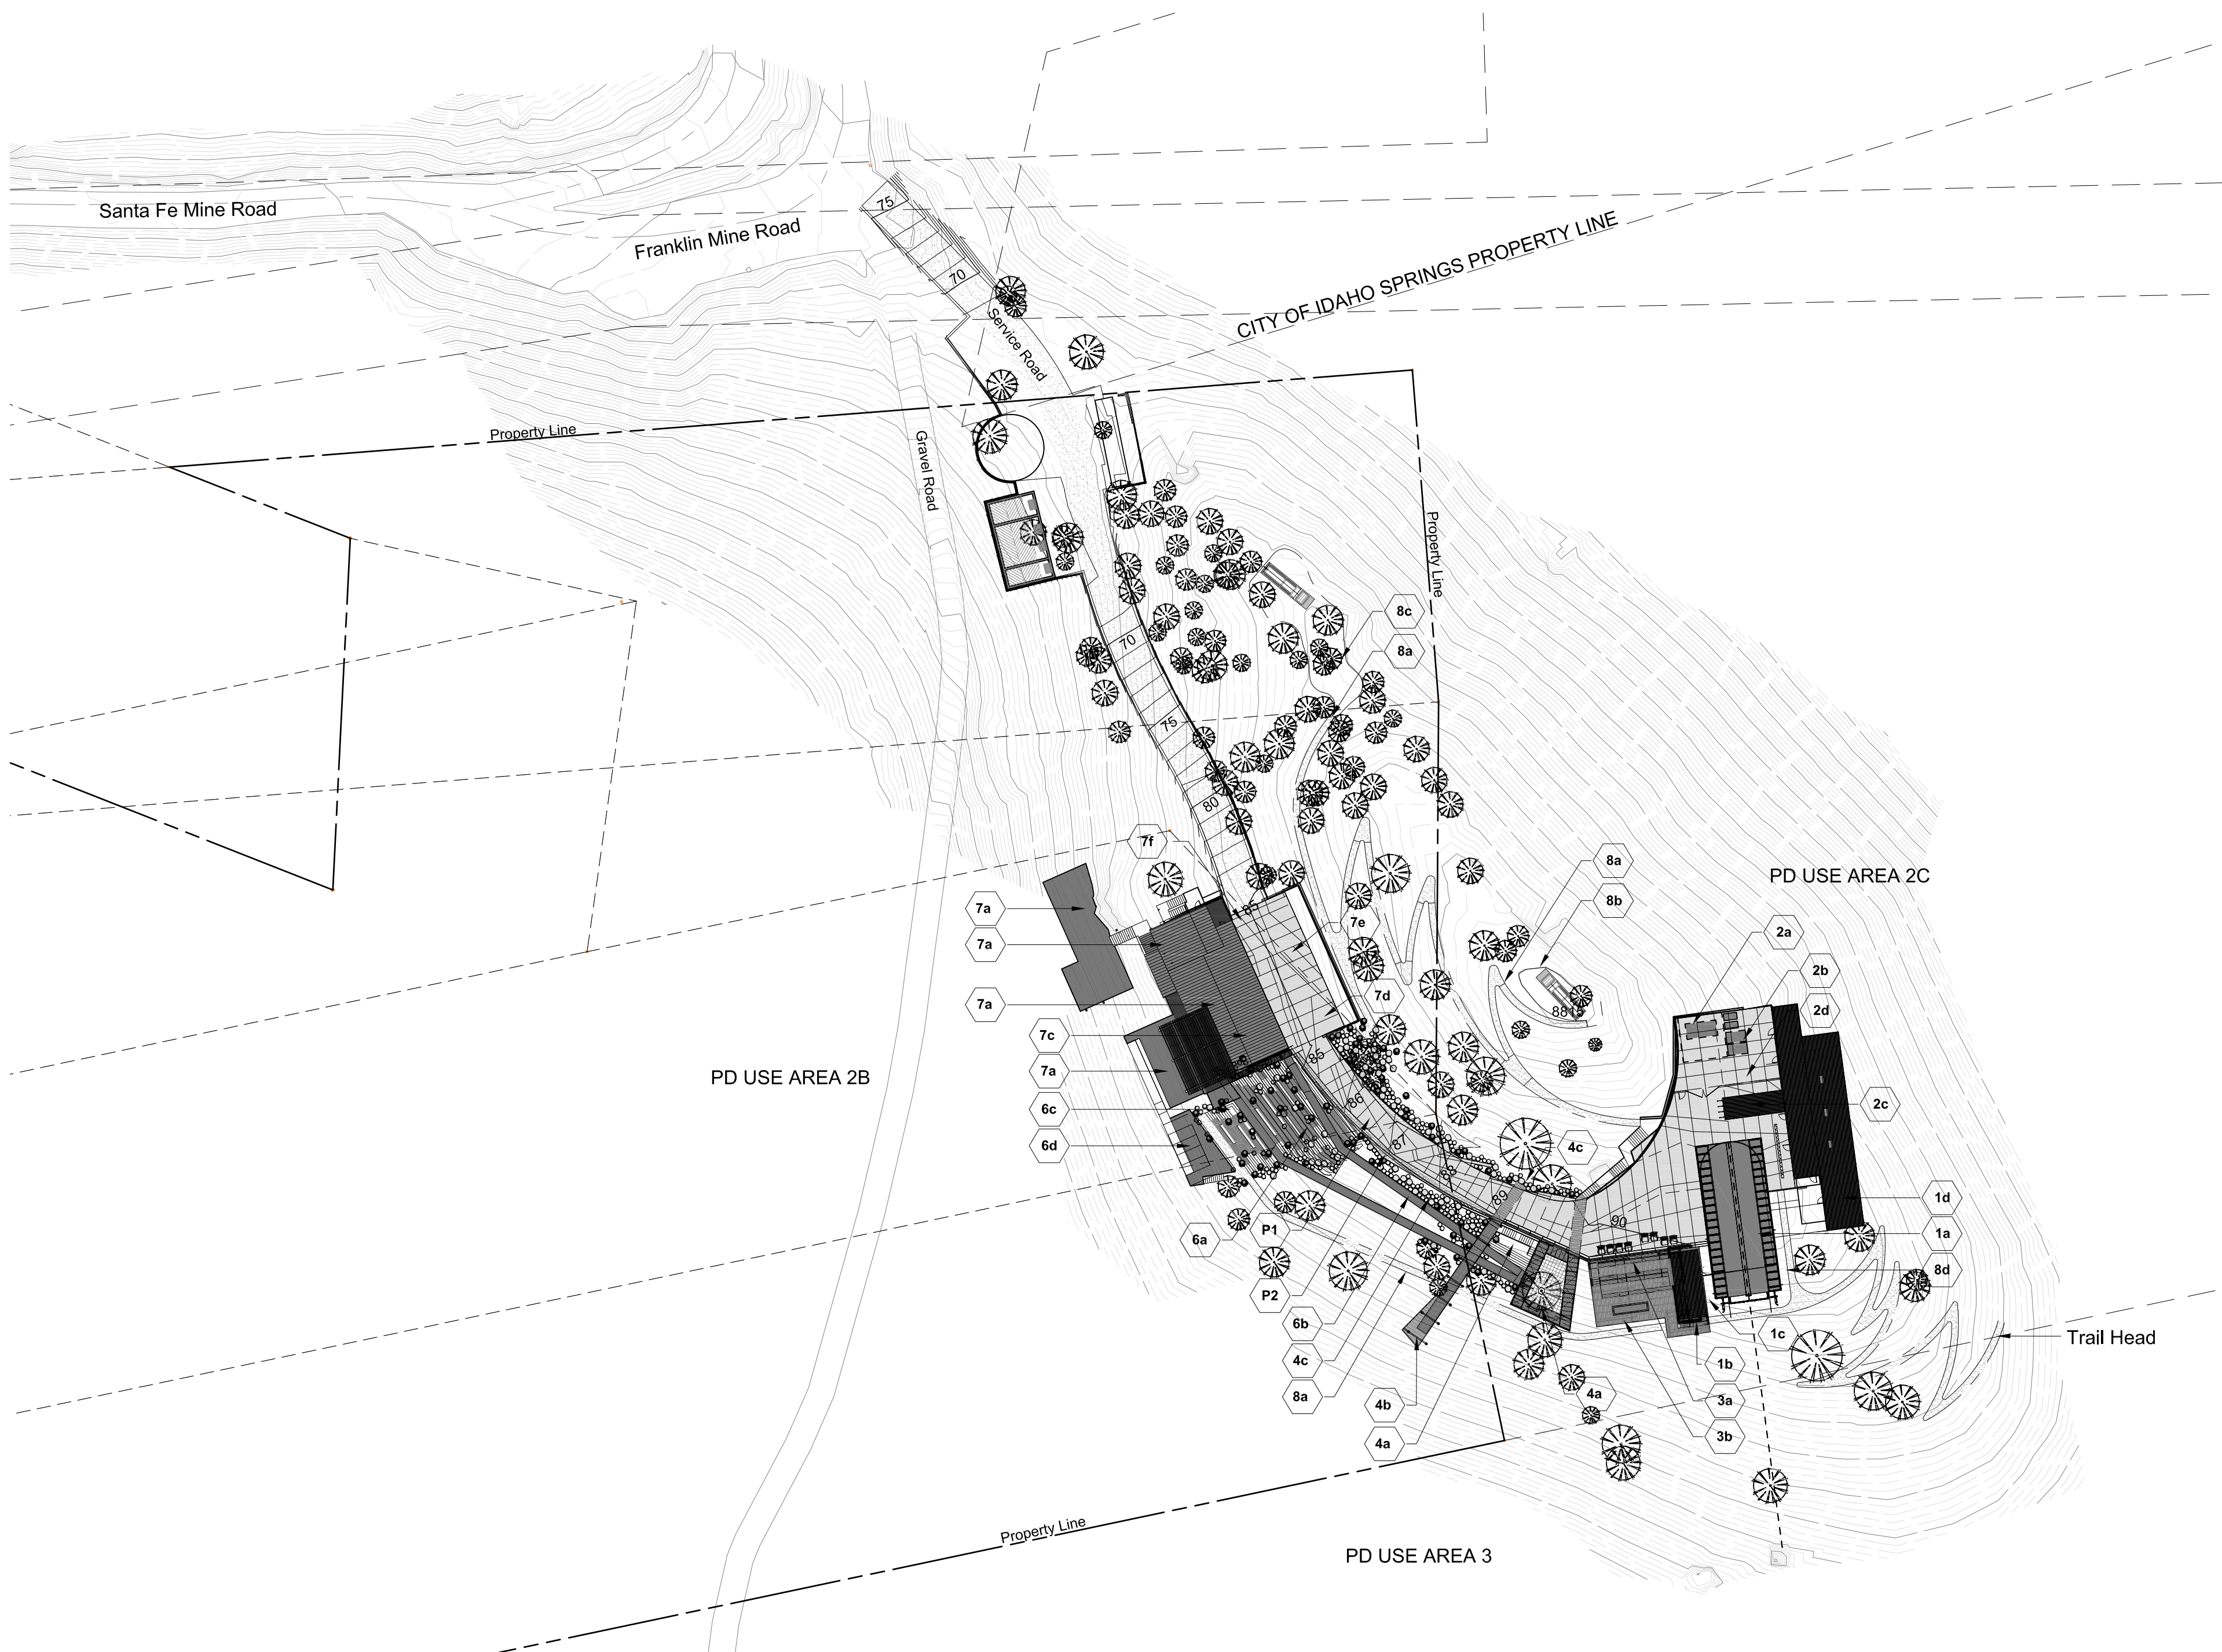 75
Santa Fe Mine Road
Franklin Mine Road
70
CITY OF IDAHO SPRINGS PROPERTY LINE
Service Road
Property Line
Gravel Road
Property Line
8c
70
8a
75
80
7f
8a
PD USE AREA 2C
8b
7a
85
7e
2a
7a
2b
7d
7a
8815
2d
7c
85
7a
PD USE AREA 2B
86
2c
6c
6d
87
4c
88
89
1d
90
P1
6a
1a
8d
P2
6b
1c
Trail Head
4c
1b
8a
4a
3a
4b
3b
4a
Property Line
PD USE AREA 3